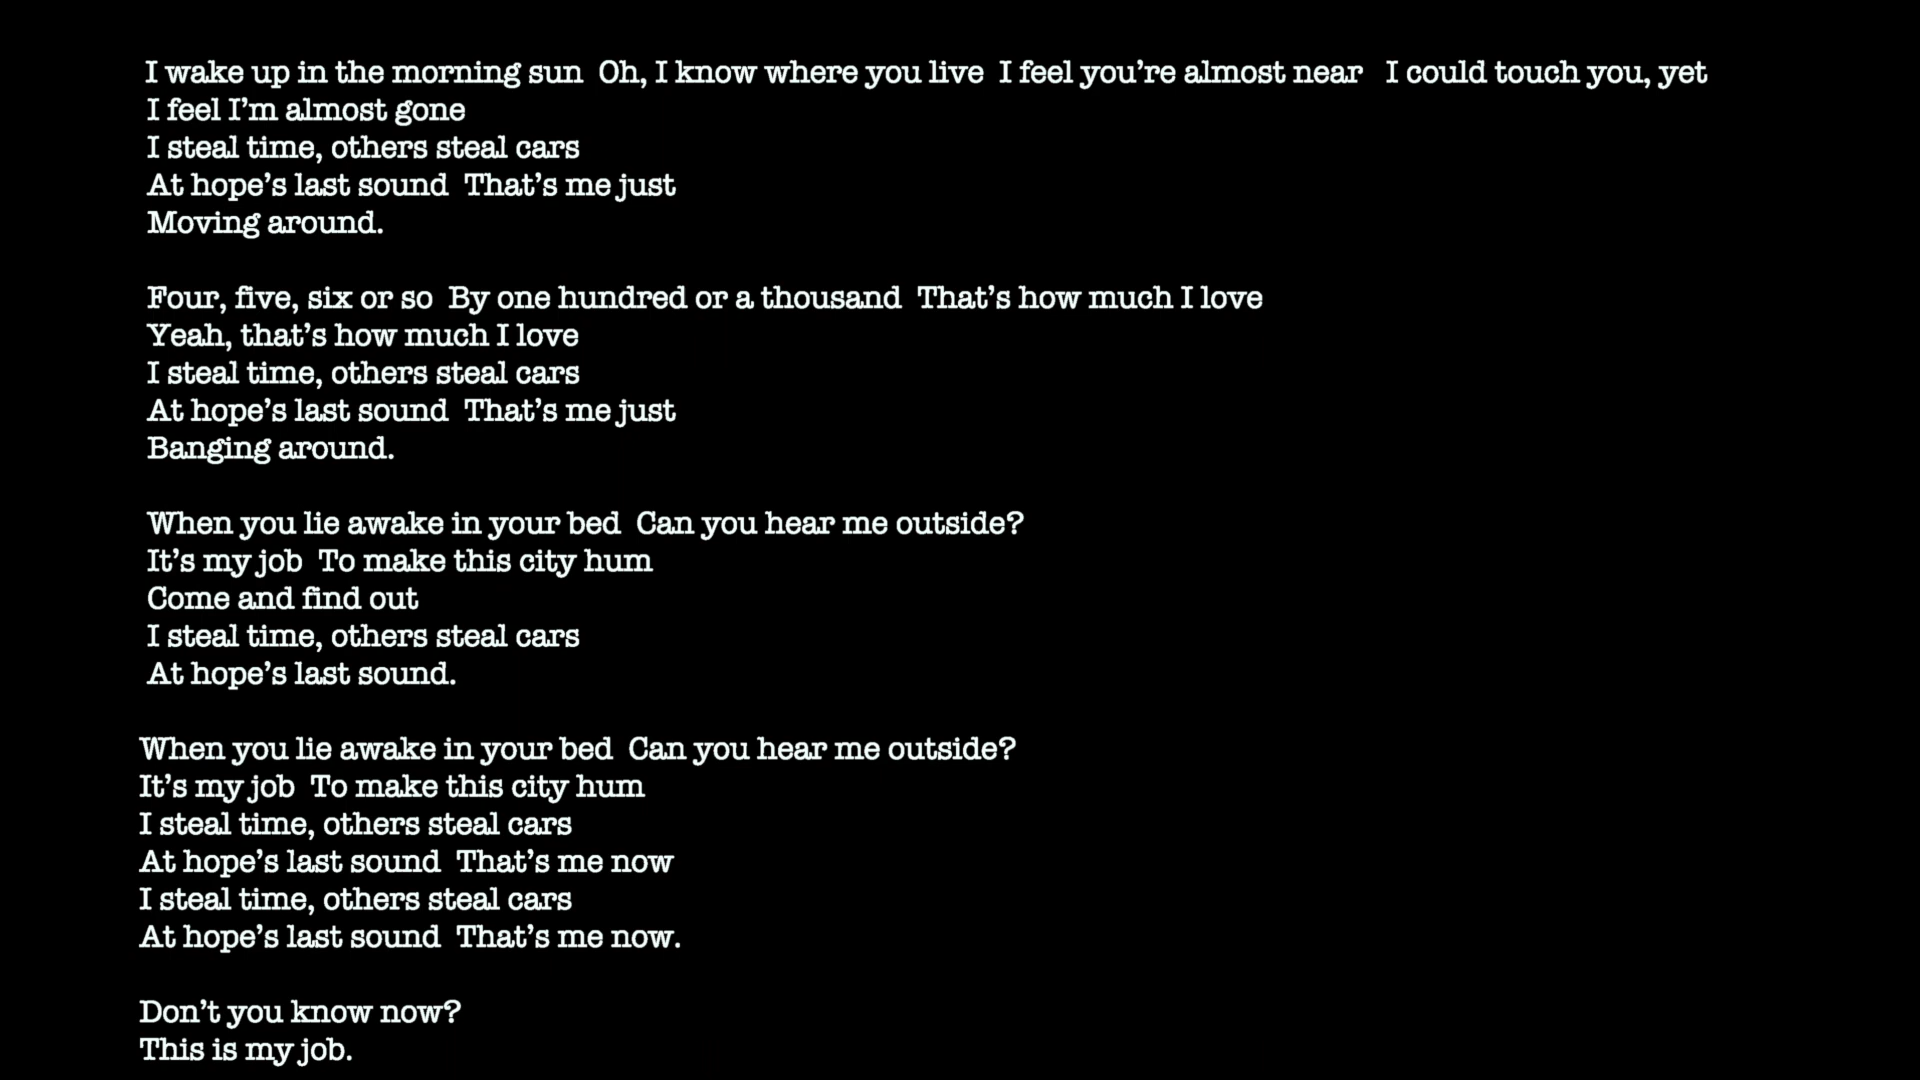 I wake up in the morning sun  Oh, I know where you live  I feel you're almost near   I could touch you, yet
I feel I'm almost gone
I steal time, others steal cars
At hope's last sound  That's me just
Moving around.

Four, five, six or so  By one hundred or a thousand  That's how much I love
Yeah, that's how much I love
I steal time, others steal cars
At hope's last sound  That's me just
Banging around.

When you lie awake in your bed  Can you hear me outside?
It's my job  To make this city hum
Come and find out
I steal time, others steal cars
At hope's last sound.

When you lie awake in your bed  Can you hear me outside?
It's my job  To make this city hum
I steal time, others steal cars
At hope's last sound  That's me now
I steal time, others steal cars
At hope's last sound  That's me now.

Don't you know now?
This is my job.